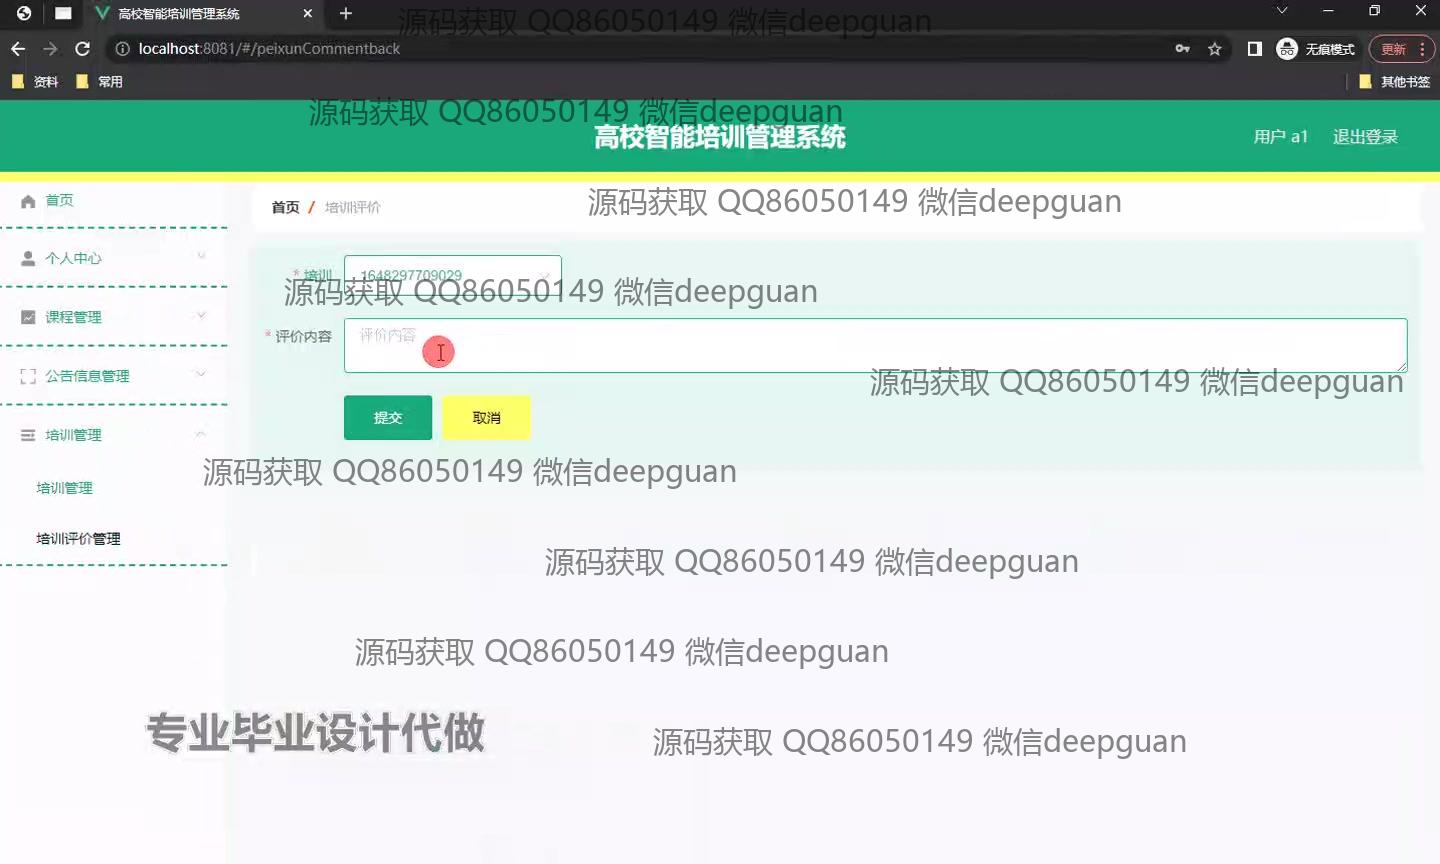 高校智能培训管理系统
源码获取 QQ86050149 微信deepguan
localhost:8081/#/peixunCommentback
无痕模式
更新
资料
常用
其他书签
源码获取 QQ86050149 微信deepguan
高校智能培训管理系统
用户 a1
退出登录
首页
首页 / 培训评价
源码获取 QQ86050149 微信deepguan
个人中心
* 培训
1648297709029
源码获取 QQ86050149 微信deepguan
课程管理
* 评价内容
评价内容
公告信息管理
源码获取 QQ86050149 微信deepguan
提交
取消
培训管理
源码获取 QQ86050149 微信deepguan
培训管理
培训评价管理
源码获取 QQ86050149 微信deepguan
源码获取 QQ86050149 微信deepguan
专业毕业设计代做
源码获取 QQ86050149 微信deepguan